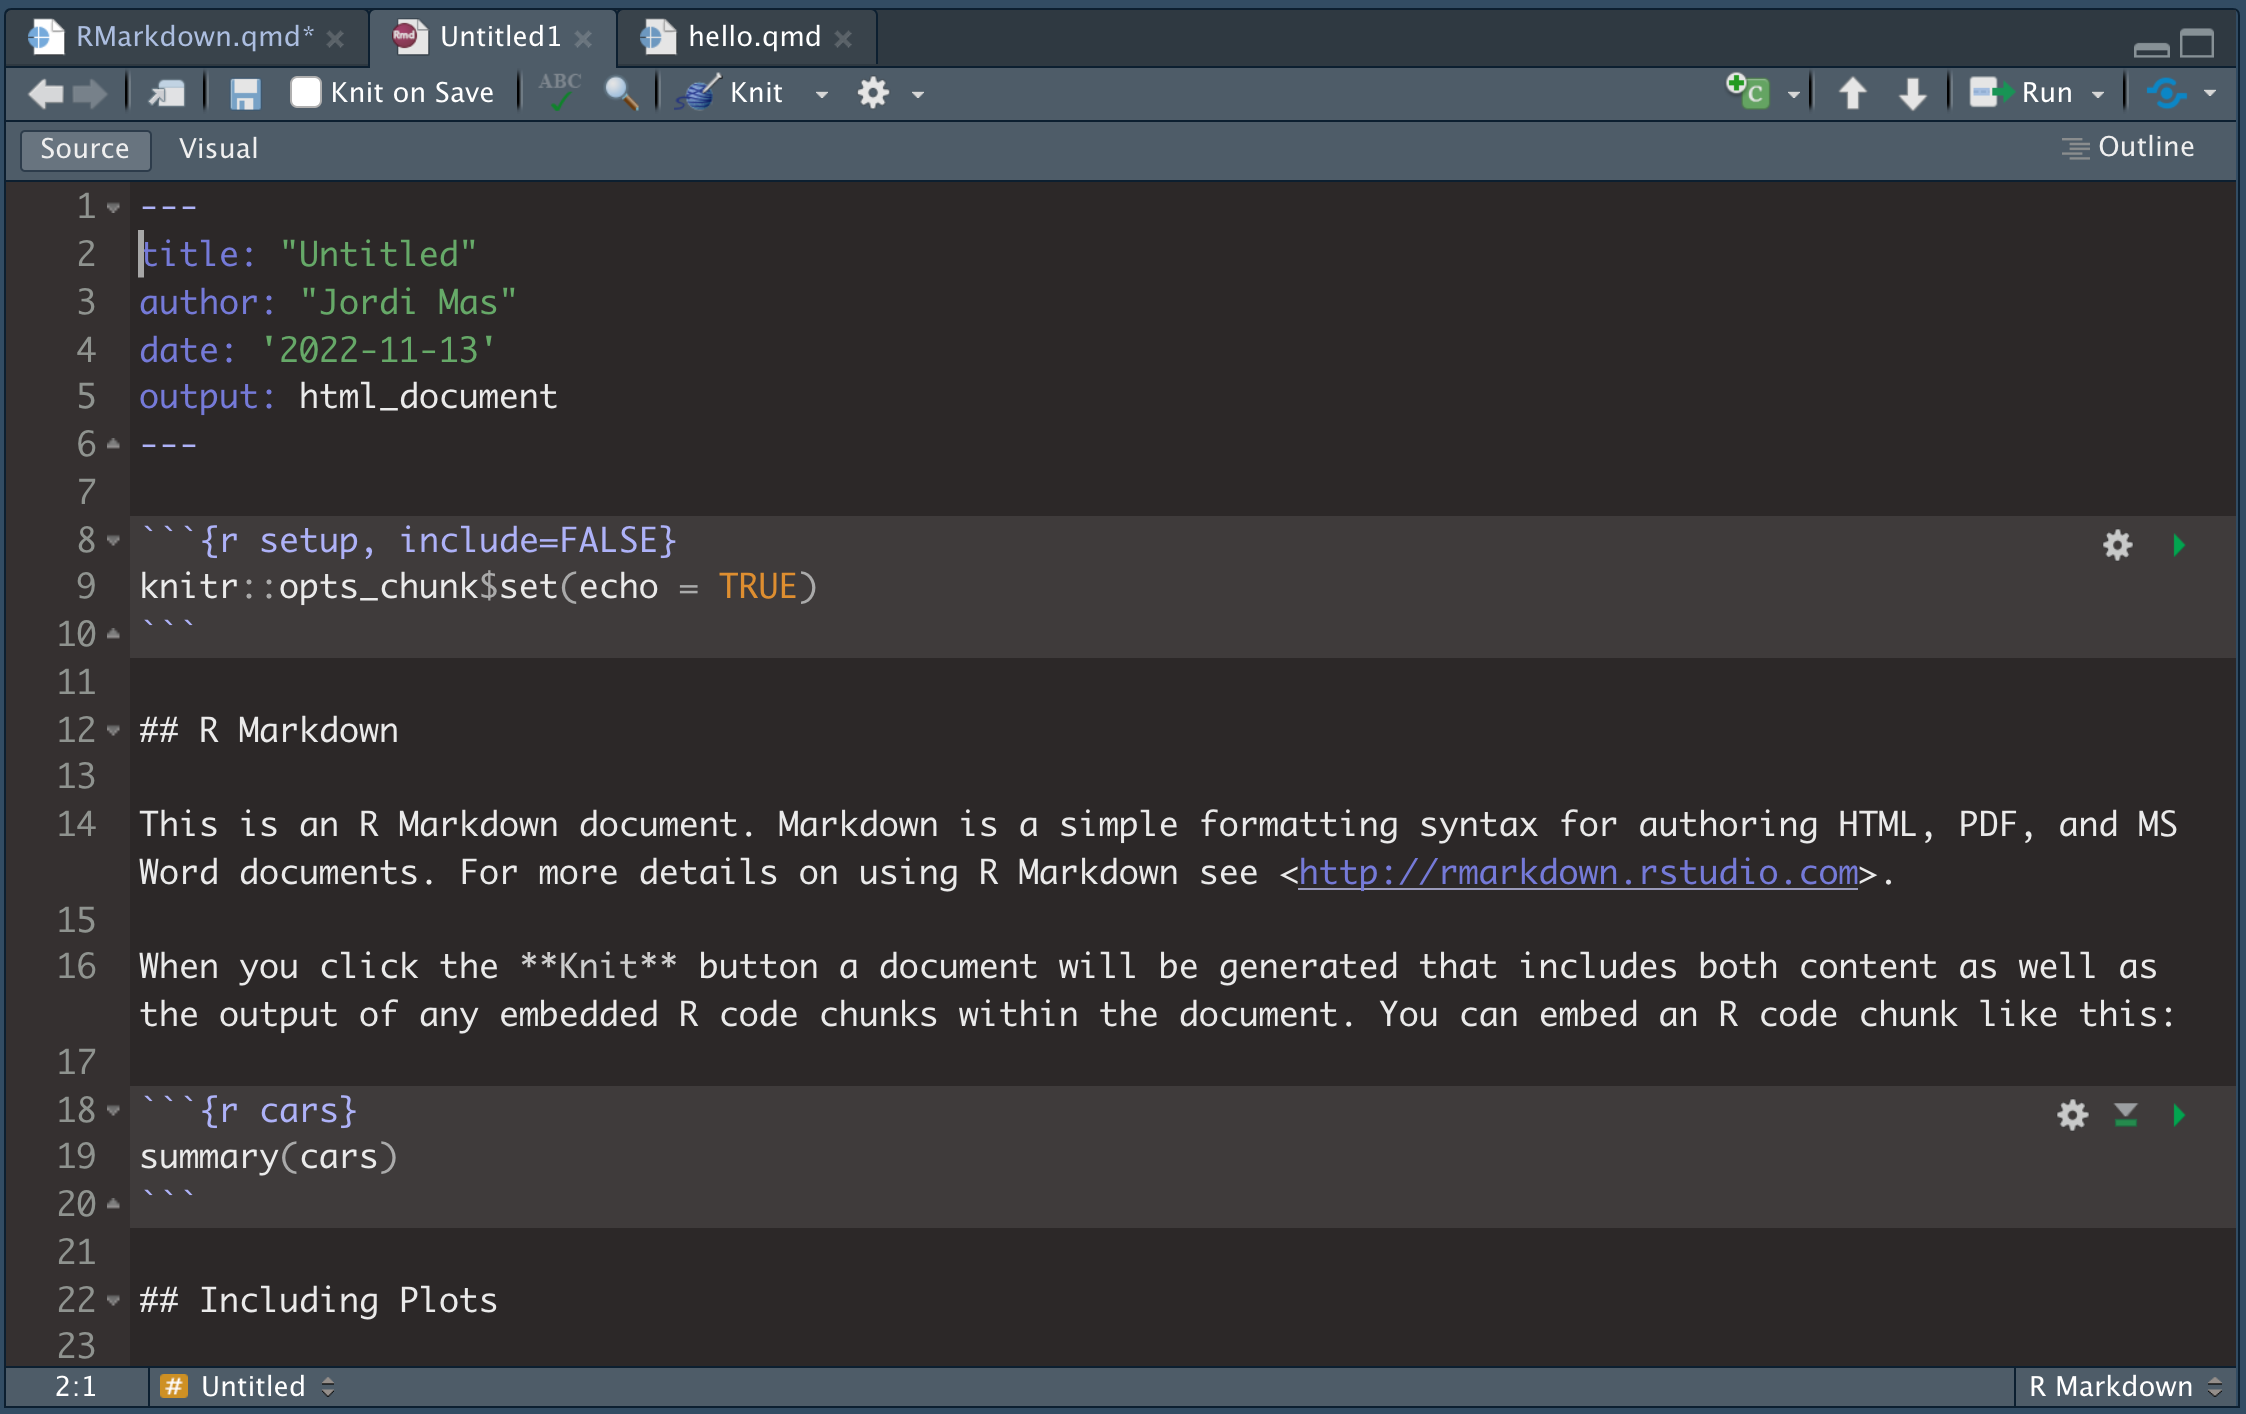 RMarkdown.qmd* Untitled1 hello.qmd
Knit on Save ABC Knit C Run
Source Visual Outline
1 ---
2 title: "Untitled"
3 author: "Jordi Mas"
4 date: '2022-11-13'
5 output: html_document
6 ---
7
8 ```{r setup, include=FALSE}
9 knitr::opts_chunk$set(echo = TRUE)
10 ```
11
12 ## R Markdown
13
14 This is an R Markdown document. Markdown is a simple formatting syntax for authoring HTML, PDF, and MS
Word documents. For more details on using R Markdown see <http://rmarkdown.rstudio.com>.
15
16 When you click the **Knit** button a document will be generated that includes both content as well as
the output of any embedded R code chunks within the document. You can embed an R code chunk like this:
17
18 ```{r cars}
19 summary(cars)
20 ```
21
22 ## Including Plots
23
2:1 # Untitled R Markdown